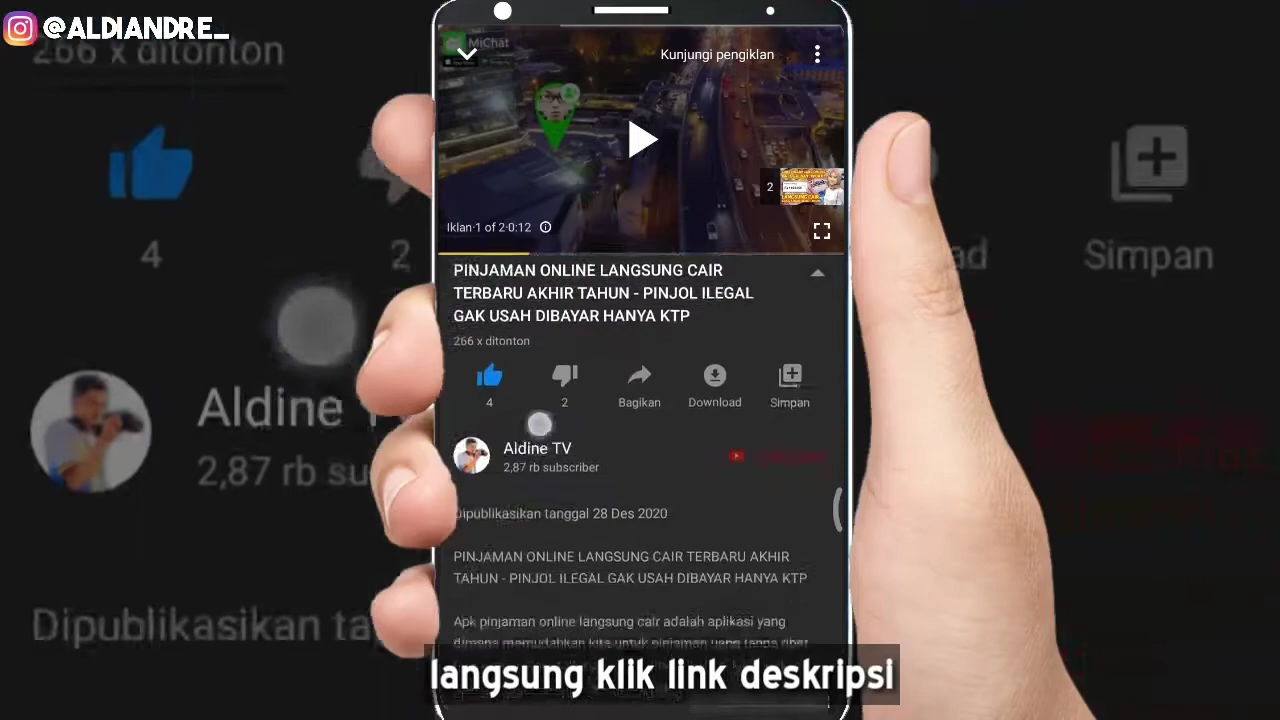 @ALDIANDRE_
266 x ditonton
MiChat
Kunjungi pengiklan
2
LANGSUNG CAIR
Iklan·1 of 2·0:12
PINJAMAN ONLINE LANGSUNG CAIR
TERBARU AKHIR TAHUN - PINJOL ILEGAL
GAK USAH DIBAYAR HANYA KTP
266 x ditonton
4
2
Bagikan
Download
Simpan
Aldine TV
2,87 rb subscriber
Dipublikasikan tanggal 28 Des 2020
PINJAMAN ONLINE LANGSUNG CAIR TERBARU AKHIR
TAHUN - PINJOL ILEGAL GAK USAH DIBAYAR HANYA KTP
Apk pinjaman online langsung cair adalah aplikasi yang
langsung klik link deskripsi
4
2
Simpan
Aldine
2,87 rb su
Dipublikasikan ta